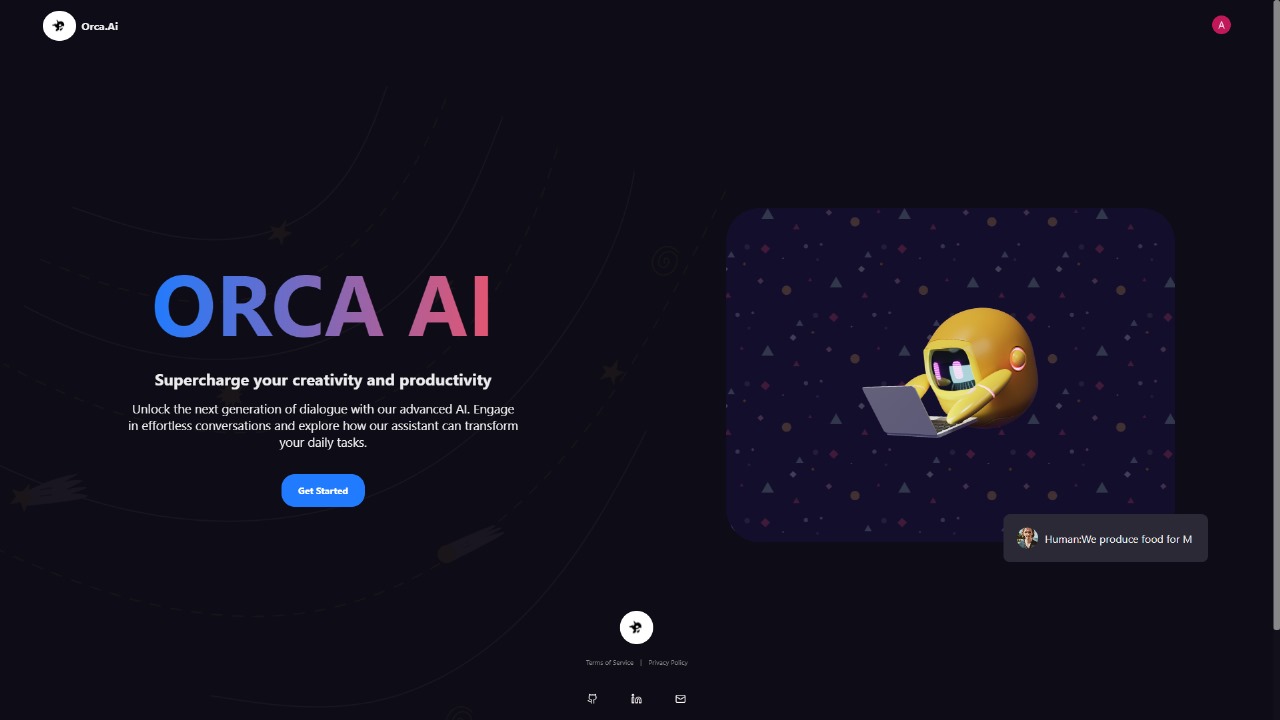 Orca.Ai
A
ORCA AI
Supercharge your creativity and productivity
Unlock the next generation of dialogue with our advanced AI. Engage
in effortless conversations and explore how our assistant can transform
your daily tasks.
Get Started
Human:We produce food for M
Terms of Service | Privacy Policy